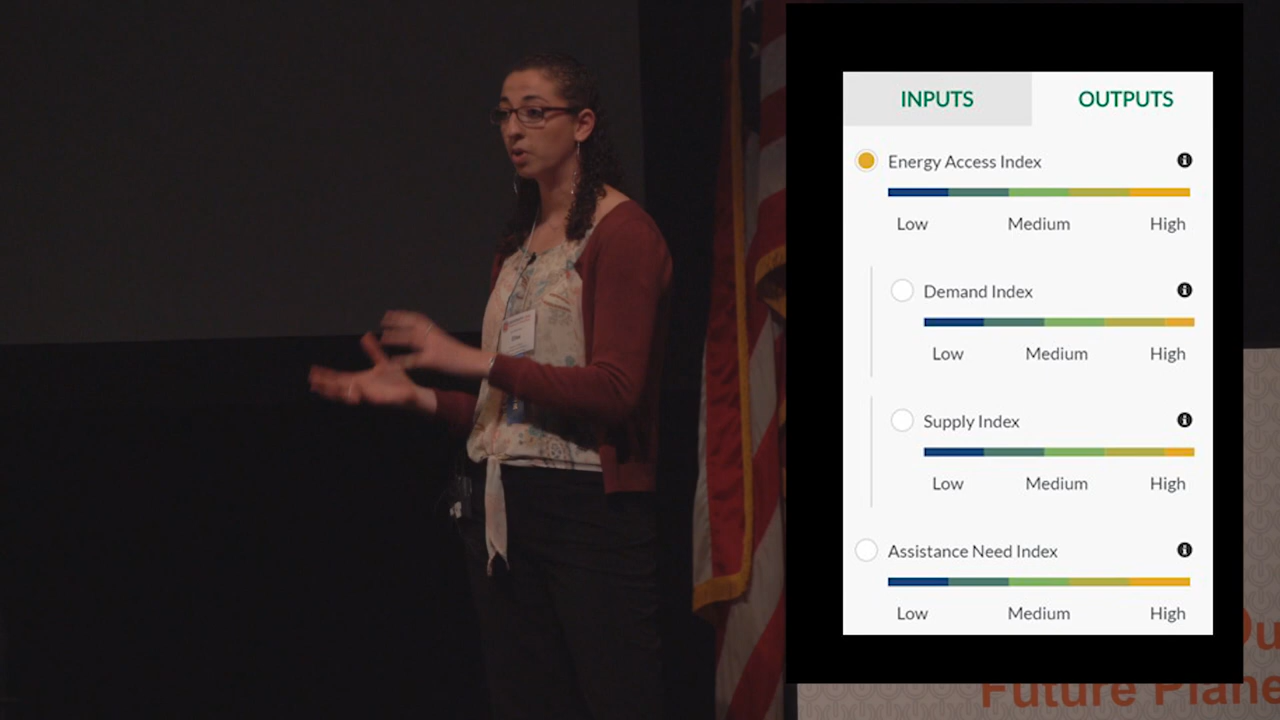 INPUTS
OUTPUTS
Energy Access Index
Low Medium High
Demand Index
Low Medium High
Supply Index
Low Medium High
Assistance Need Index
Low Medium High
Future